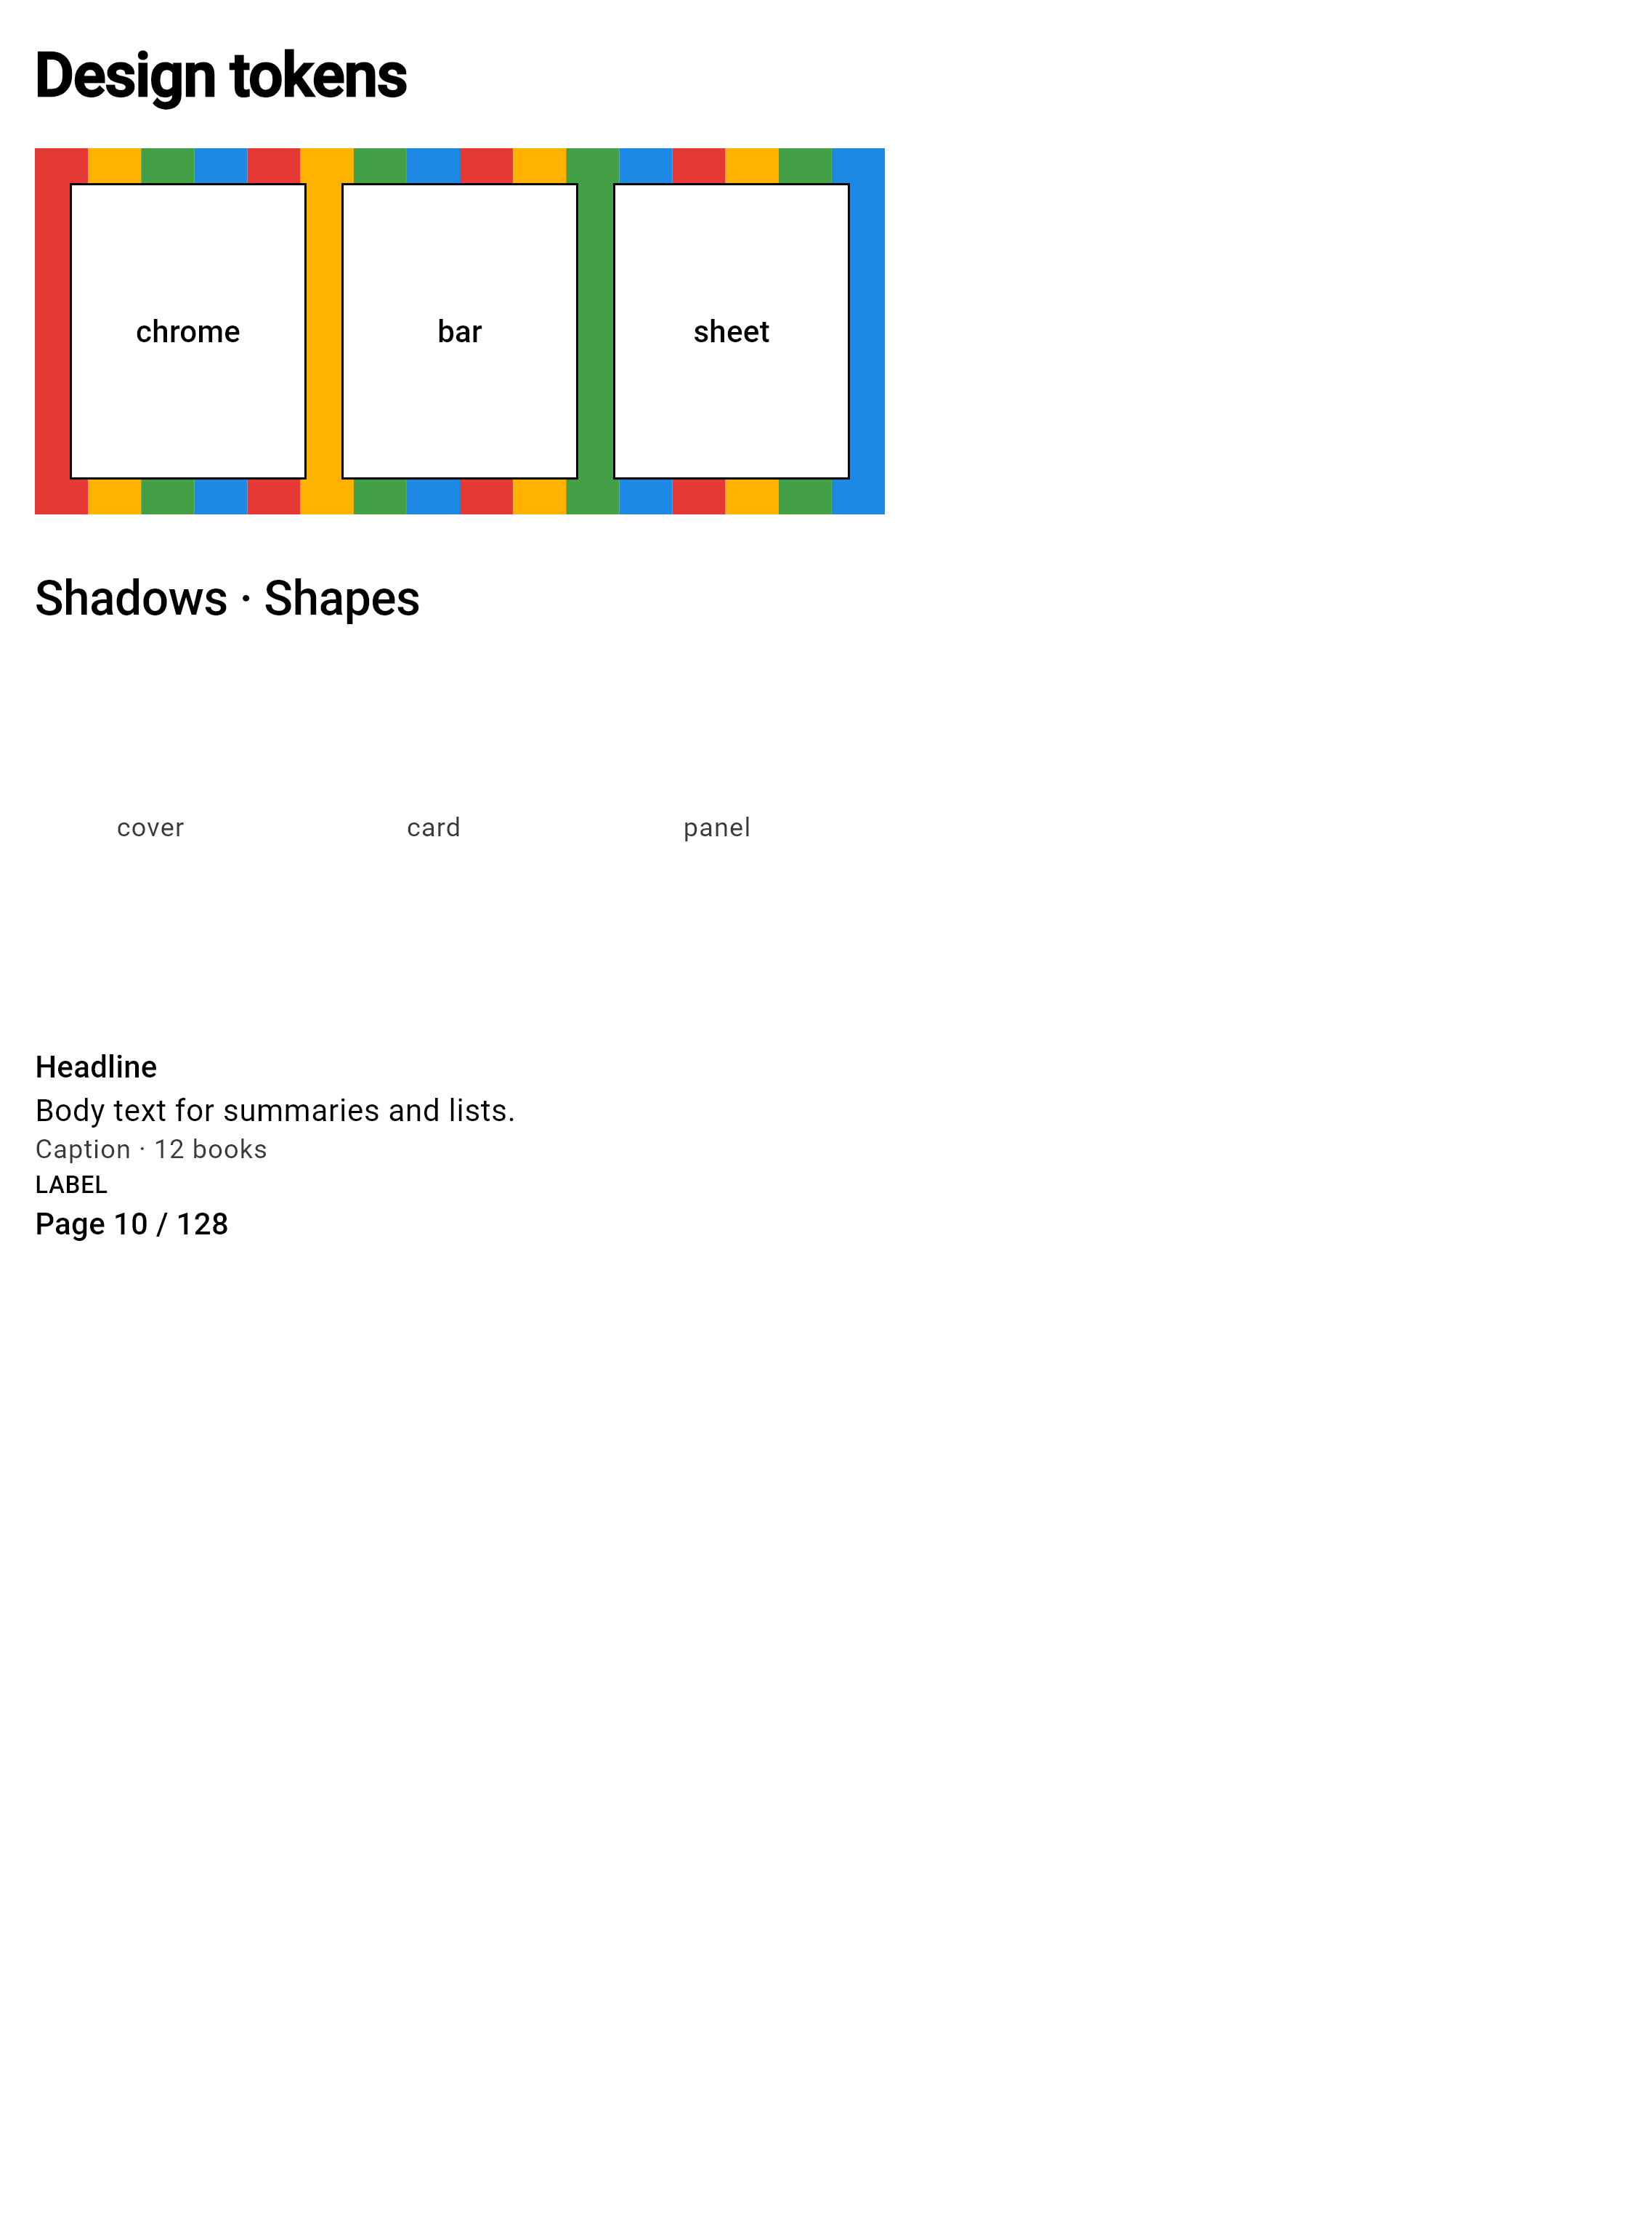 Design tokens
chrome bar sheet
Shadows · Shapes
cover card panel
Headline
Body text for summaries and lists.
Caption · 12 books
LABEL
Page 10 / 128